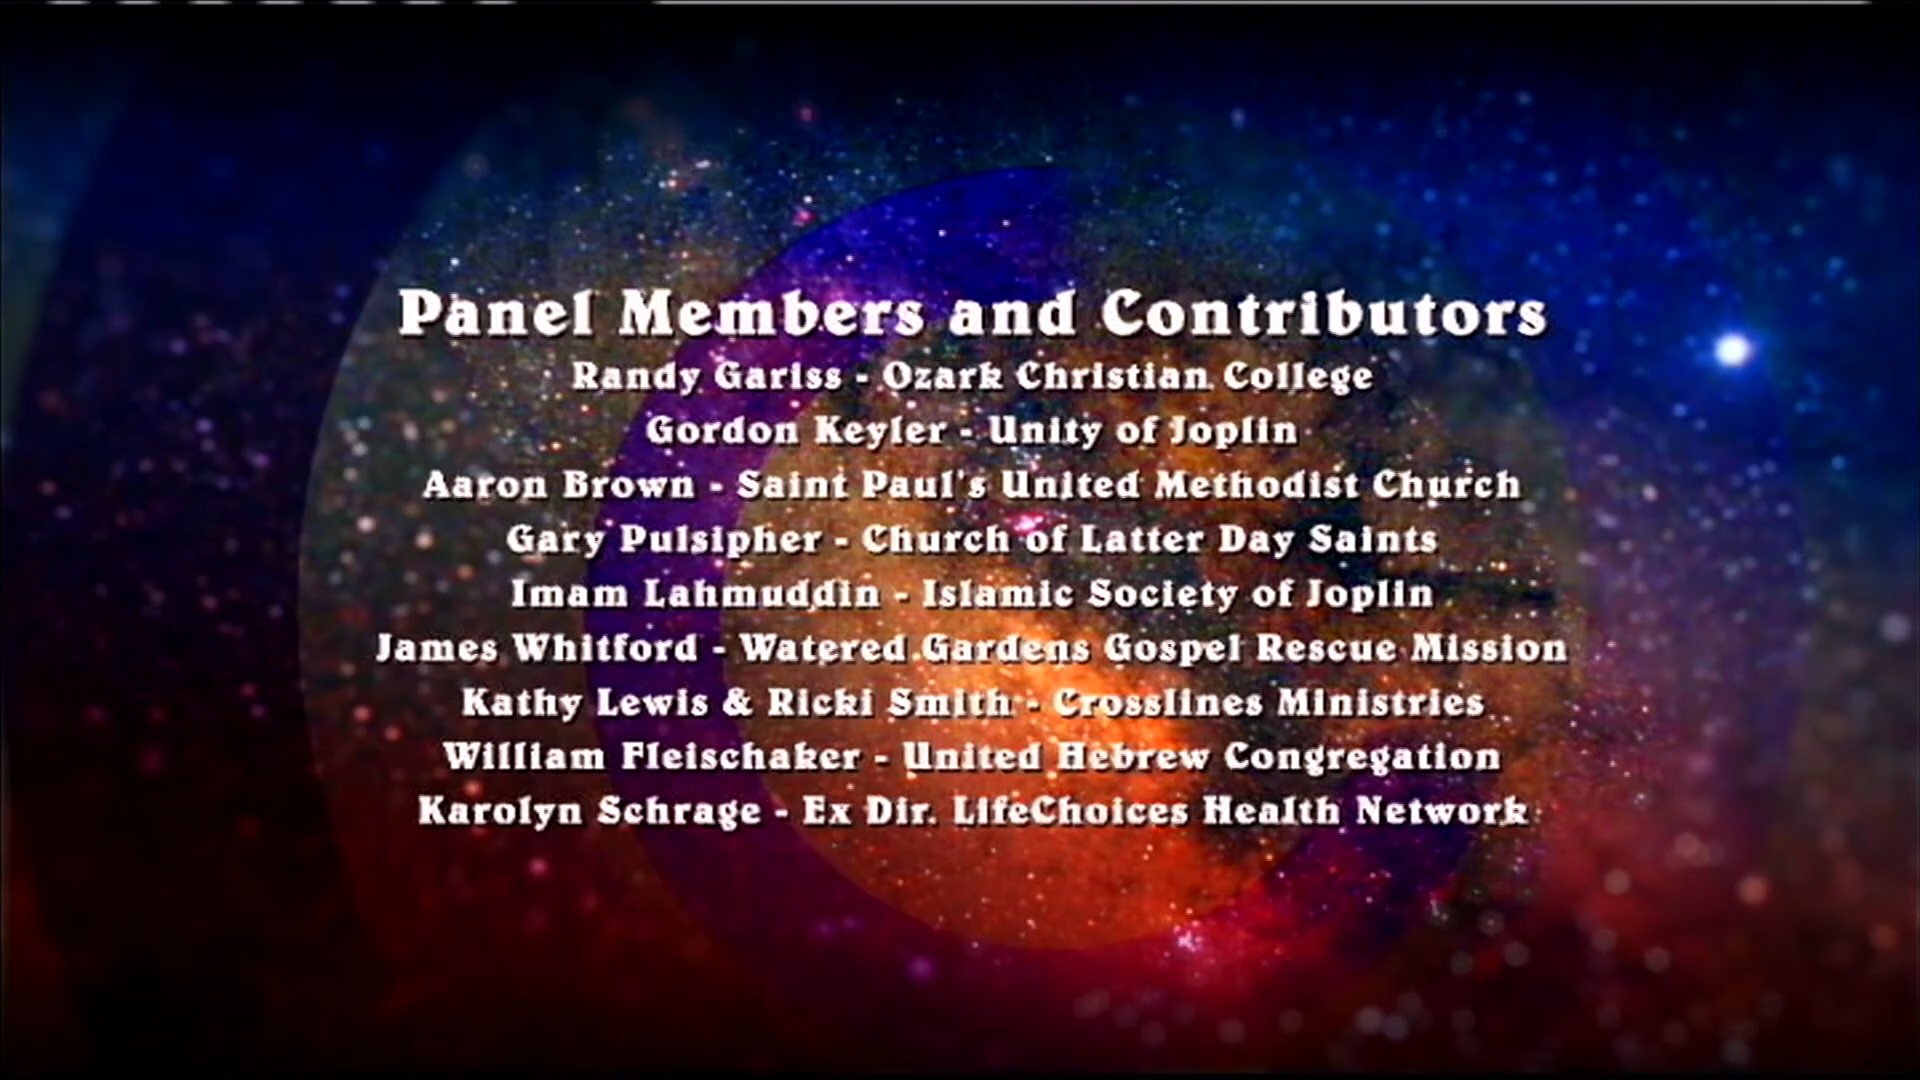 Panel Members and Contributors
Randy Gariss - Ozark Christian College
Gordon Keyler - Unity of Joplin
Aaron Brown - Saint Paul's United Methodist Church
Gary Pulsipher - Church of Latter Day Saints
Imam Lahmuddin - Islamic Society of Joplin
James Whitford - Watered Gardens Gospel Rescue Mission
Kathy Lewis & Ricki Smith - Crosslines Ministries
William Fleischaker - United Hebrew Congregation
Karolyn Schrage - Ex Dir. LifeChoices Health Network